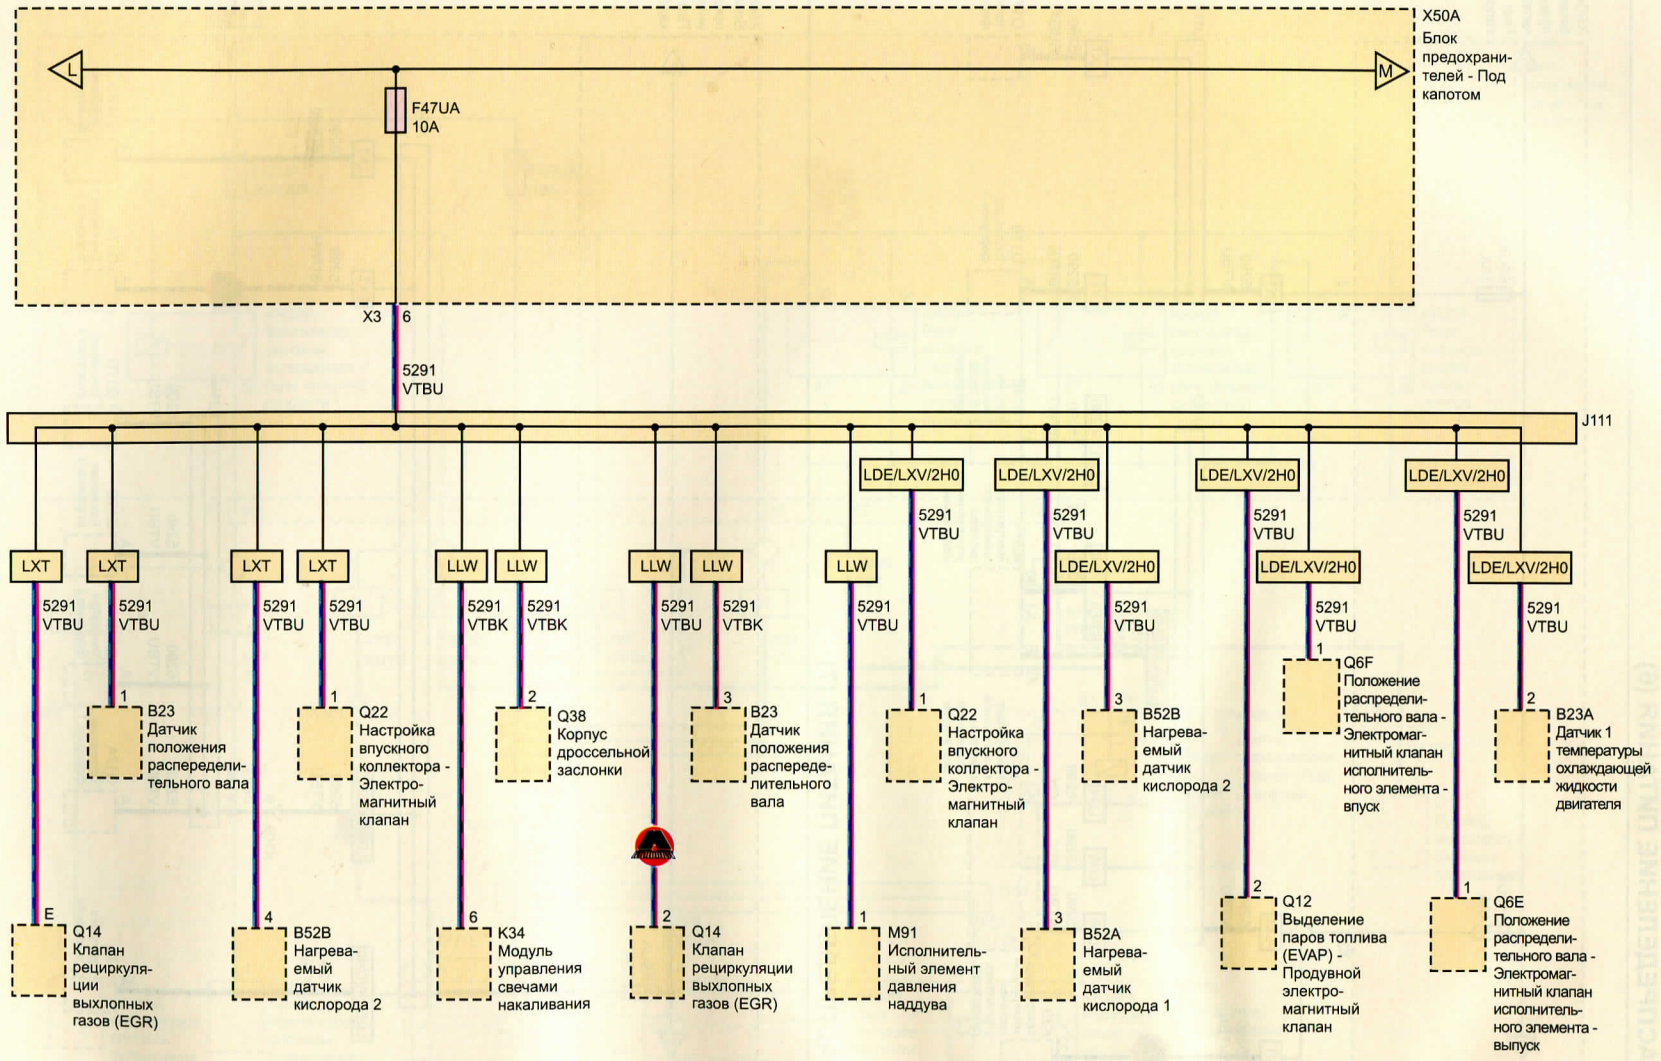 X50A
Блок
предохрани-
телей - Под
капотом
L
M
F47UA
10A
X3 6
5291
VTBU
J111
LDE/LXV/2H0
LDE/LXV/2H0
LDE/LXV/2H0
LDE/LXV/2H0
5291
VTBU
5291
VTBU
5291
VTBU
5291
VTBU
LXT
LXT
LXT
LXT
LLW
LLW
LLW
LLW
LLW
LDE/LXV/2H0
LDE/LXV/2H0
LDE/LXV/2H0
5291
VTBU
5291
VTBU
5291
VTBU
5291
VTBU
5291
VTBK
5291
VTBK
5291
VTBU
5291
VTBK
5291
VTBU
5291
VTBU
5291
VTBU
5291
VTBU
1
B23
Датчик
положения
распередели-
тельного вала
1
Q22
Настройка
впускного
коллектора -
Электро-
магнитный
клапан
2
Q38
Корпус
дроссельной
заслонки
3
B23
Датчик
положения
распереде-
лительного
вала
1
Q22
Настройка
впускного
коллектора -
Электро-
магнитный
клапан
3
B52B
Нагрева-
емый
датчик
кислорода 2
1
Q6F
Положение
распредели-
тельного вала -
Электромаг-
нитный клапан
исполнитель-
ного элемента -
впуск
2
B23A
Датчик 1
температуры
охлаждающей
жидкости
двигателя
E
Q14
Клапан
рециркуля-
ции
выхлопных
газов (EGR)
4
B52B
Нагрева-
емый
датчик
кислорода 2
6
K34
Модуль
управления
свечами
накаливания
2
Q14
Клапан
рециркуляции
выхлопных
газов (EGR)
1
M91
Исполнитель-
ный элемент
давления
наддува
3
B52A
Нагрева-
емый
датчик
кислорода 1
2
Q12
Выделение
паров топлива
(EVAP) -
Продувной
электро-
магнитный
клапан
1
Q6E
Положение
распредели-
тельного вала -
Электромаг-
нитный клапан
исполнитель-
ного элемента -
выпуск